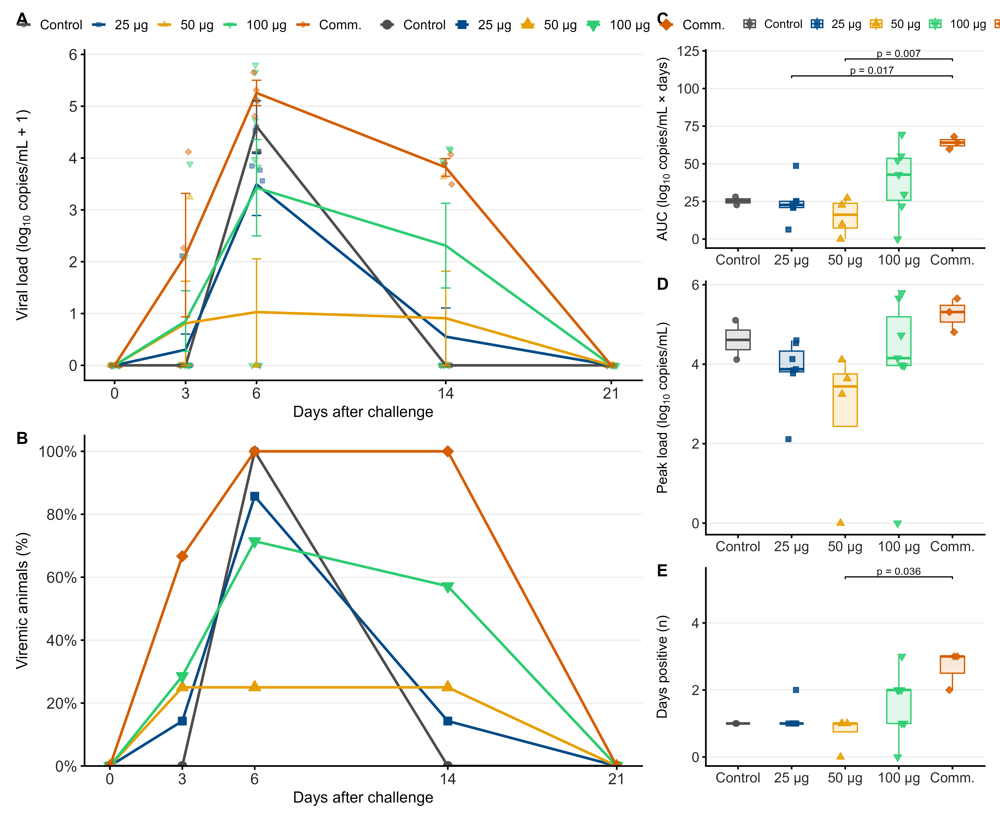 A
Control 25 µg 50 µg 100 µg Comm. Control 25 µg 50 µg 100 µg Comm.
Viral load (log10 copies/mL + 1)
6
5
4
3
2
1
0
0 3 6 14 21
Days after challenge
B
Viremic animals (%)
100%
80%
60%
40%
20%
0%
0 3 6 14 21
Days after challenge
C
Control 25 µg 50 µg 100 µg
AUC (log10 copies/mL × days)
125
100
75
50
25
0
p = 0.007
p = 0.017
Control 25 µg 50 µg 100 µg Comm.
D
Peak load (log10 copies/mL)
6
4
2
0
Control 25 µg 50 µg 100 µg Comm.
E
Days positive (n)
p = 0.036
4
2
0
Control 25 µg 50 µg 100 µg Comm.